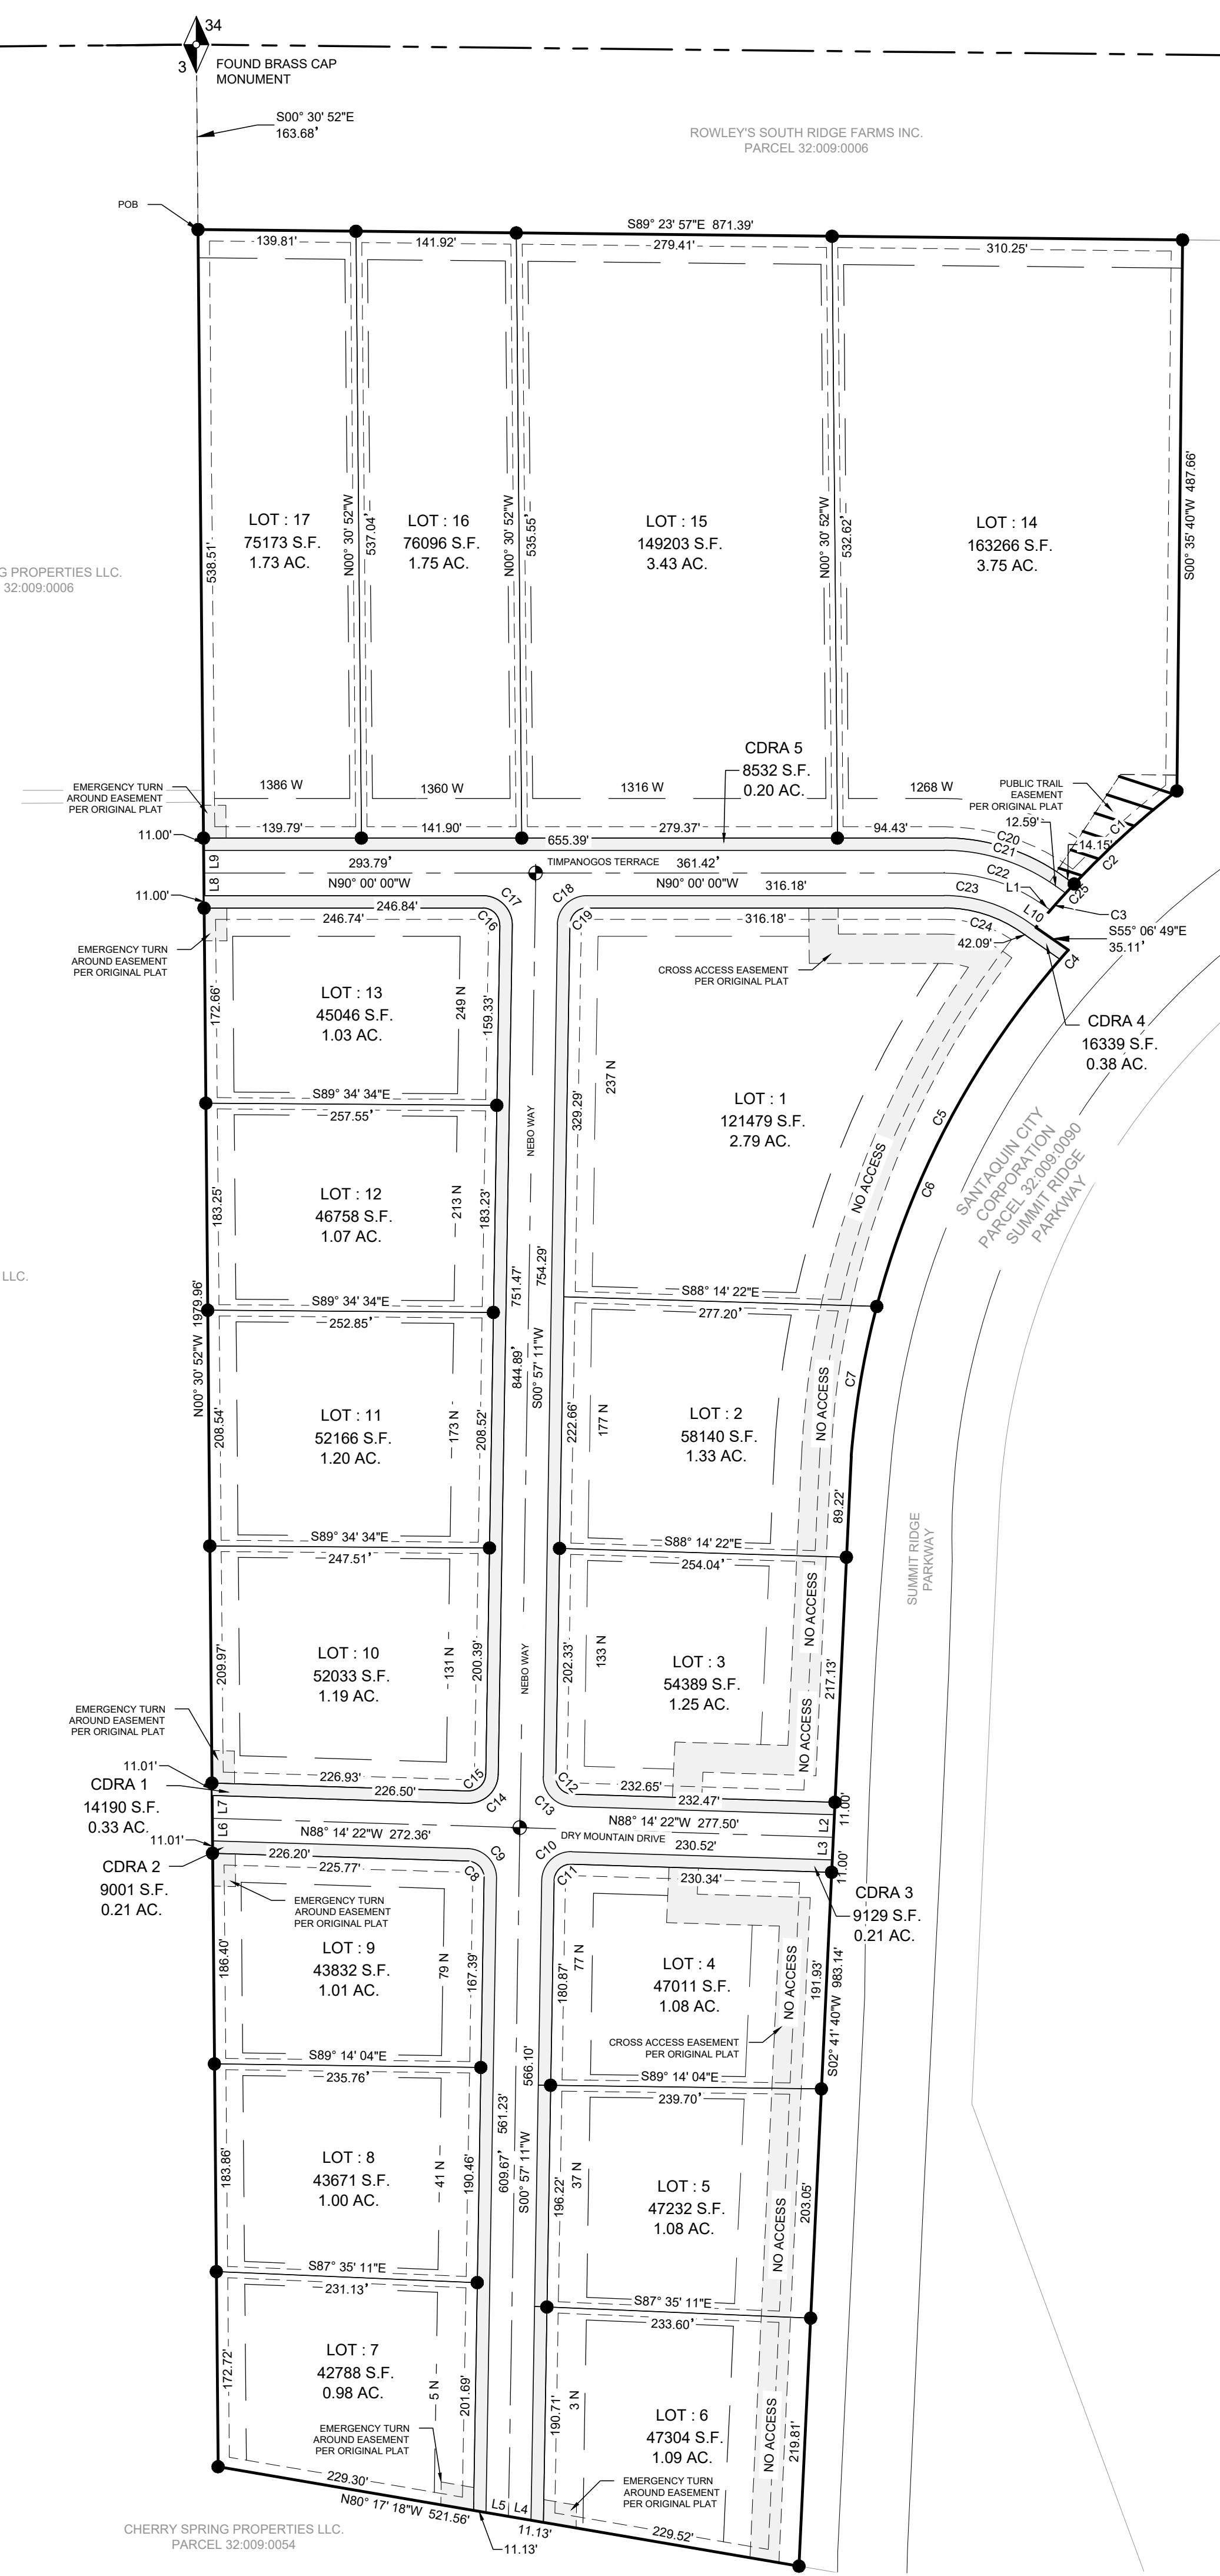 34
3
FOUND BRASS CAP
MONUMENT
S00° 30' 52"E
163.68'
ROWLEY'S SOUTH RIDGE FARMS INC.
PARCEL 32:009:0006
POB
S89° 23' 57"E 871.39'
139.81'
141.92'
279.41'
310.25'
538.51'
N00° 30' 52"W
537.04'
N00° 30' 52"W
535.55'
N00° 30' 52"W
532.62'
S00° 35' 40"W 487.66'
LOT : 17
75173 S.F.
1.73 AC.
LOT : 16
76096 S.F.
1.75 AC.
LOT : 15
149203 S.F.
3.43 AC.
LOT : 14
163266 S.F.
3.75 AC.
G PROPERTIES LLC.
32:009:0006
CDRA 5
8532 S.F.
0.20 AC.
1386 W
1360 W
1316 W
1268 W
EMERGENCY TURN
AROUND EASEMENT
PER ORIGINAL PLAT
PUBLIC TRAIL
EASEMENT
PER ORIGINAL PLAT
12.59'
C1
C2
11.00'
139.79'
141.90'
655.39'
279.37'
94.43'
C20
C21
14.15'
L9
293.79'
TIMPANOGOS TERRACE
361.42'
C22
C25
L8
N90° 00' 00"W
N90° 00' 00"W
316.18'
C23
L1
L10
C3
11.00'
246.84'
C17
C18
246.74'
C16
C19
316.18'
C24
42.09'
S55° 06' 49"E
35.11'
C4
EMERGENCY TURN
AROUND EASEMENT
PER ORIGINAL PLAT
CROSS ACCESS EASEMENT
PER ORIGINAL PLAT
172.66'
LOT : 13
45046 S.F.
1.03 AC.
249 N
159.33'
CDRA 4
16339 S.F.
0.38 AC.
S89° 34' 34"E
257.55'
NEBO WAY
329.29'
237 N
LOT : 1
121479 S.F.
2.79 AC.
NO ACCESS
C5
C6
SANTAQUIN CITY
CORPORATION
PARCEL 32:009:0090
SUMMIT RIDGE
PARKWAY
183.25'
LOT : 12
46758 S.F.
1.07 AC.
213 N
183.23'
LLC.
N00° 30' 52"W 1979.96'
S89° 34' 34"E
252.85'
751.47'
754.29'
S88° 14' 22"E
277.20'
C7
844.89'
S00° 57' 11"W
208.54'
LOT : 11
52166 S.F.
1.20 AC.
173 N
208.52'
222.66'
177 N
LOT : 2
58140 S.F.
1.33 AC.
NO ACCESS
89.22'
S89° 34' 34"E
247.51'
S88° 14' 22"E
254.04'
SUMMIT RIDGE
PARKWAY
209.97'
LOT : 10
52033 S.F.
1.19 AC.
131 N
200.39'
NEBO WAY
202.33'
133 N
LOT : 3
54389 S.F.
1.25 AC.
NO ACCESS
NO ACCESS
217.13'
EMERGENCY TURN
AROUND EASEMENT
PER ORIGINAL PLAT
11.01'
CDRA 1
14190 S.F.
0.33 AC.
226.93'
226.50'
C15
C14
C12
C13
232.65'
232.47'
11.00'
L7
L6
N88° 14' 22"W 272.36'
N88° 14' 22"W 277.50'
DRY MOUNTAIN DRIVE
L2
L3
11.01'
226.20'
225.77'
C9
C8
C10
C11
230.52'
230.34'
11.00'
CDRA 2
9001 S.F.
0.21 AC.
EMERGENCY TURN
AROUND EASEMENT
PER ORIGINAL PLAT
CDRA 3
9129 S.F.
0.21 AC.
186.40'
LOT : 9
43832 S.F.
1.01 AC.
79 N
167.39'
180.87'
77 N
LOT : 4
47011 S.F.
1.08 AC.
NO ACCESS
191.93'
S02° 41' 40"W 983.14'
CROSS ACCESS EASEMENT
PER ORIGINAL PLAT
S89° 14' 04"E
235.76'
566.10'
S89° 14' 04"E
239.70'
183.86'
LOT : 8
43671 S.F.
1.00 AC.
41 N
190.46'
561.23'
609.67'
S00° 57' 11"W
196.22'
37 N
LOT : 5
47232 S.F.
1.08 AC.
NO ACCESS
203.05'
S87° 35' 11"E
231.13'
S87° 35' 11"E
233.60'
172.72'
LOT : 7
42788 S.F.
0.98 AC.
5 N
201.69'
190.71'
3 N
LOT : 6
47304 S.F.
1.09 AC.
NO ACCESS
219.81'
EMERGENCY TURN
AROUND EASEMENT
PER ORIGINAL PLAT
EMERGENCY TURN
AROUND EASEMENT
PER ORIGINAL PLAT
229.30'
N80° 17' 18"W 521.56'
L5
L4
11.13'
11.13'
229.52'
CHERRY SPRING PROPERTIES LLC.
PARCEL 32:009:0054